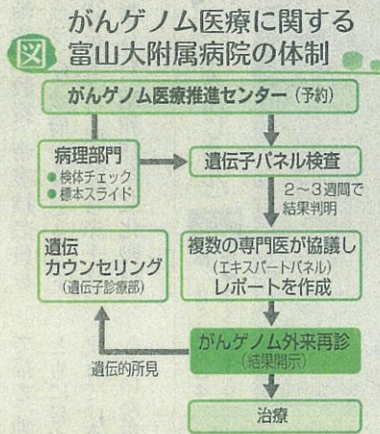 がんゲノム医療に関する
図 富山大附属病院の体制
がんゲノム医療推進センター（予約）
病理部門
●検体チェック
●標本スライド
遺伝子パネル検査
2〜3週間で
結果判明
遺伝
カウンセリング
（遺伝子診療部）
複数の専門医が協議し
（エキスパートパネル）
レポートを作成
がんゲノム外来再診
（結果開示）
遺伝的所見
治療